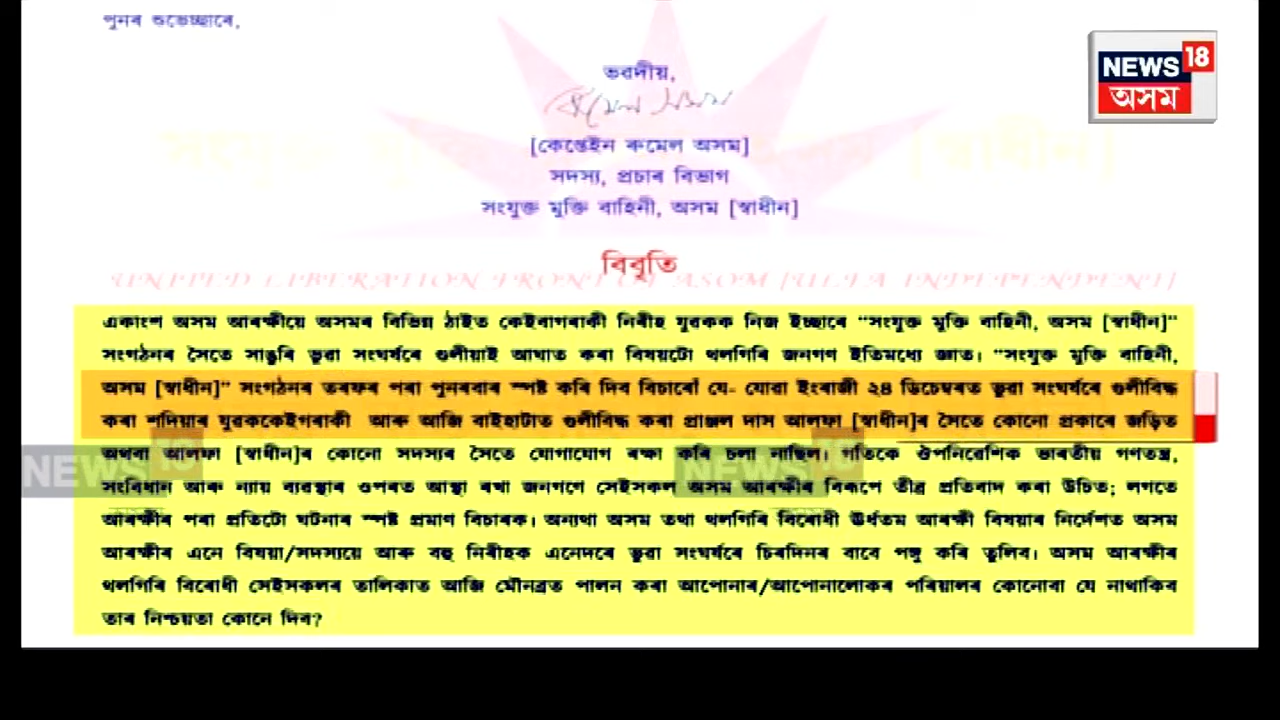 পুনৰ শুভেচ্ছাৰে,
ভৱদীয়,
ৰুমেল অসম
[কেপ্তেইন ৰুমেল অসম]
সদস্য, প্ৰচাৰ বিভাগ
সংযুক্ত মুক্তি বাহিনী, অসম [স্বাধীন]
NEWS 18
অসম
সংযুক্ত মুক্তি অসম [স্বাধীন]
বিবৃতি
UNITED LIBERATION FRONT OF ASOM [ULFA INDEPENDENT]
একাংশ অসম আৰক্ষীয়ে অসমৰ বিভিন্ন ঠাইত কেইবাগৰাকী নিৰীহ যুৱকক নিজ ইচ্ছাৰে “সংযুক্ত মুক্তি বাহিনী, অসম [স্বাধীন]”
সংগঠনৰ সৈতে সাঙুৰি ভুৱা সংঘৰ্ষৰে গুলীয়াই আঘাত কৰা বিষয়টো থলগিৰি জনগণ ইতিমধ্যে জ্ঞাত। “সংযুক্ত মুক্তি বাহিনী,
অসম [স্বাধীন]” সংগঠনৰ তৰফৰ পৰা পুনৰবাৰ স্পষ্ট কৰি দিব বিচাৰোঁ যে- যোৱা ইংৰাজী ২৪ ডিচেম্বৰত ভুৱা সংঘৰ্ষৰে গুলীবিদ্ধ
কৰা শদিয়াৰ যুৱককেইগৰাকী আৰু আজি বাইহাটাত গুলীবিদ্ধ কৰা প্ৰাঞ্জল দাস আলফা [স্বাধীন]ৰ সৈতে কোনো প্ৰকাৰে জড়িত
অথবা আলফা [স্বাধীন]ৰ কোনো সদস্যৰ সৈতে যোগাযোগ ৰক্ষা কৰি চলা নাছিল। গতিকে ঔপনিৱেশিক ভাৰতীয় গণতন্ত্ৰ,
সংবিধান আৰু ন্যায় ব্যৱস্থাৰ ওপৰত আস্থা ৰখা জনগণে সেইসকল অসম আৰক্ষীৰ বিৰূপে তীব্ৰ প্ৰতিবাদ কৰা উচিত; লগতে
আৰক্ষীৰ পৰা প্ৰতিটো ঘটনাৰ স্পষ্ট প্ৰমাণ বিচাৰক। অন্যথা অসম তথা থলগিৰি বিৰোধী ঊৰ্ধতম আৰক্ষী বিষয়াৰ নিৰ্দেশত অসম
আৰক্ষীৰ এনে বিষয়া/সদস্যয়ে আৰু বহু নিৰীহক এনেদৰে ভুৱা সংঘৰ্ষৰে চিৰদিনৰ বাবে পঙ্গু কৰি তুলিব। অসম আৰক্ষীৰ
থলগিৰি বিৰোধী সেইসকলৰ তালিকাত আজি মৌনব্ৰত পালন কৰা আপোনাৰ/আপোনালোকৰ পৰিয়ালৰ কোনোবা যে নাথাকিব
তাৰ নিশ্চয়তা কোনে দিব?
NEWS 18
NEWS 18